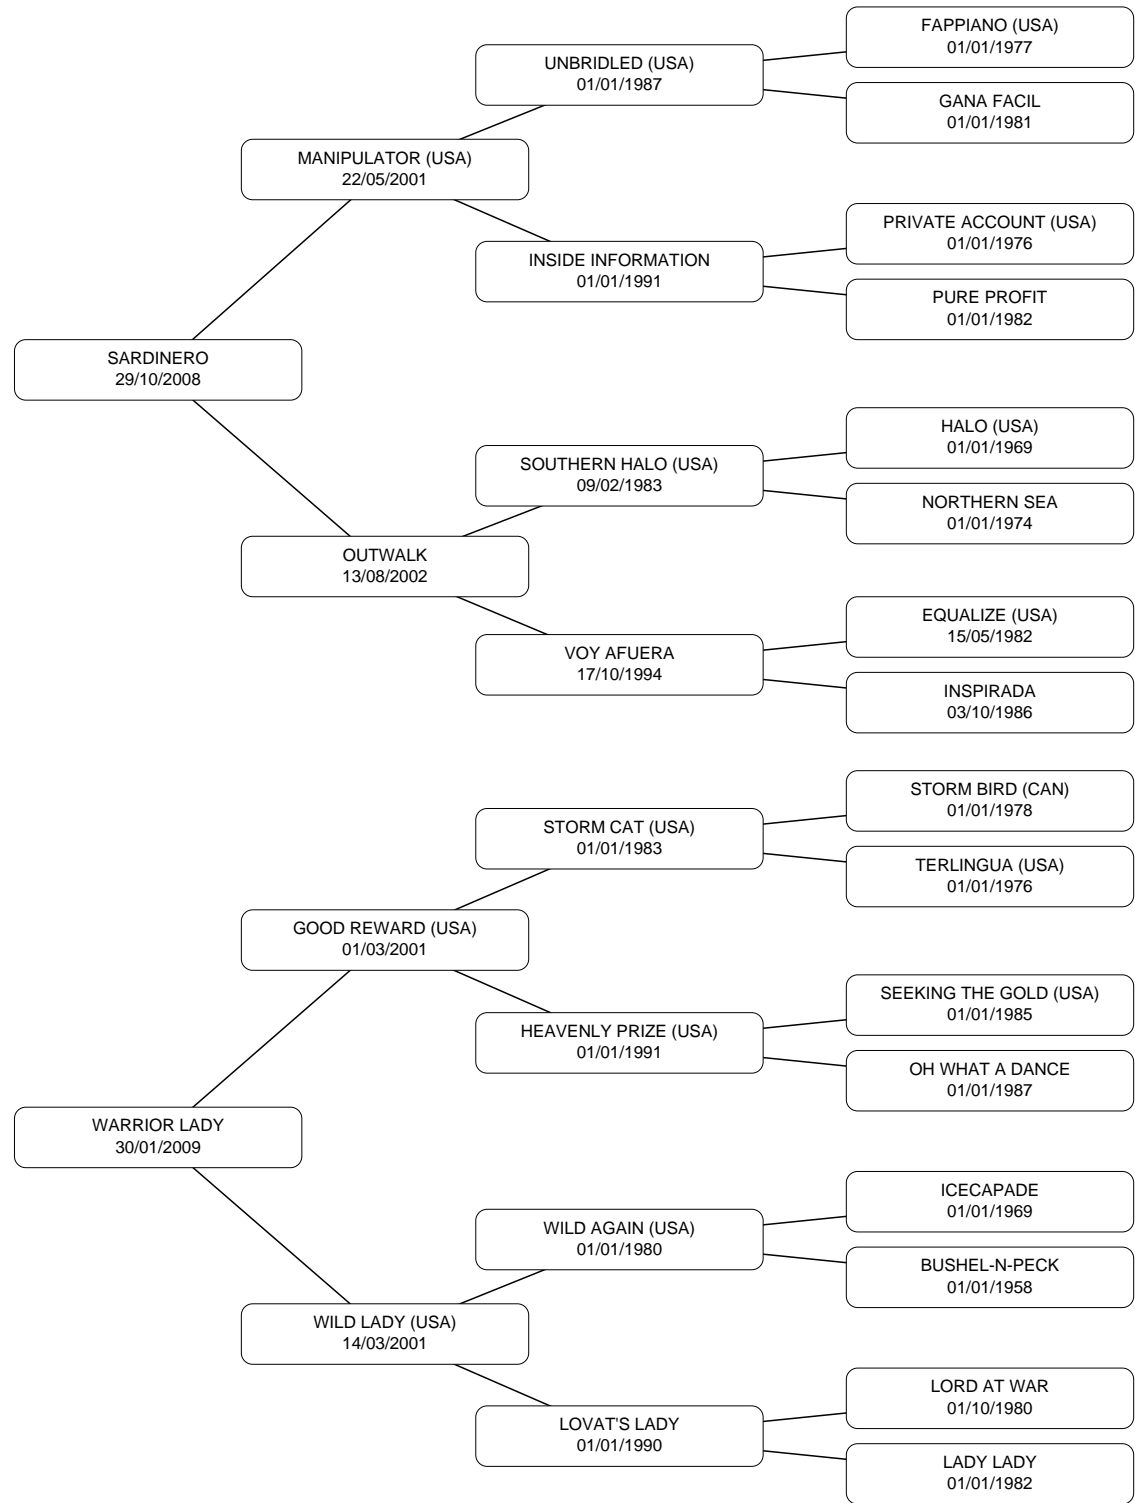 FAPPIANO (USA)
01/01/1977
UNBRIDLED (USA)
01/01/1987
GANA FACIL
01/01/1981
MANIPULATOR (USA)
22/05/2001
PRIVATE ACCOUNT (USA)
01/01/1976
INSIDE INFORMATION
01/01/1991
PURE PROFIT
01/01/1982
SARDINERO
29/10/2008
HALO (USA)
01/01/1969
SOUTHERN HALO (USA)
09/02/1983
NORTHERN SEA
01/01/1974
OUTWALK
13/08/2002
EQUALIZE (USA)
15/05/1982
VOY AFUERA
17/10/1994
INSPIRADA
03/10/1986
STORM BIRD (CAN)
01/01/1978
STORM CAT (USA)
01/01/1983
TERLINGUA (USA)
01/01/1976
GOOD REWARD (USA)
01/03/2001
SEEKING THE GOLD (USA)
01/01/1985
HEAVENLY PRIZE (USA)
01/01/1991
OH WHAT A DANCE
01/01/1987
WARRIOR LADY
30/01/2009
ICECAPADE
01/01/1969
WILD AGAIN (USA)
01/01/1980
BUSHEL-N-PECK
01/01/1958
WILD LADY (USA)
14/03/2001
LORD AT WAR
01/10/1980
LOVAT'S LADY
01/01/1990
LADY LADY
01/01/1982